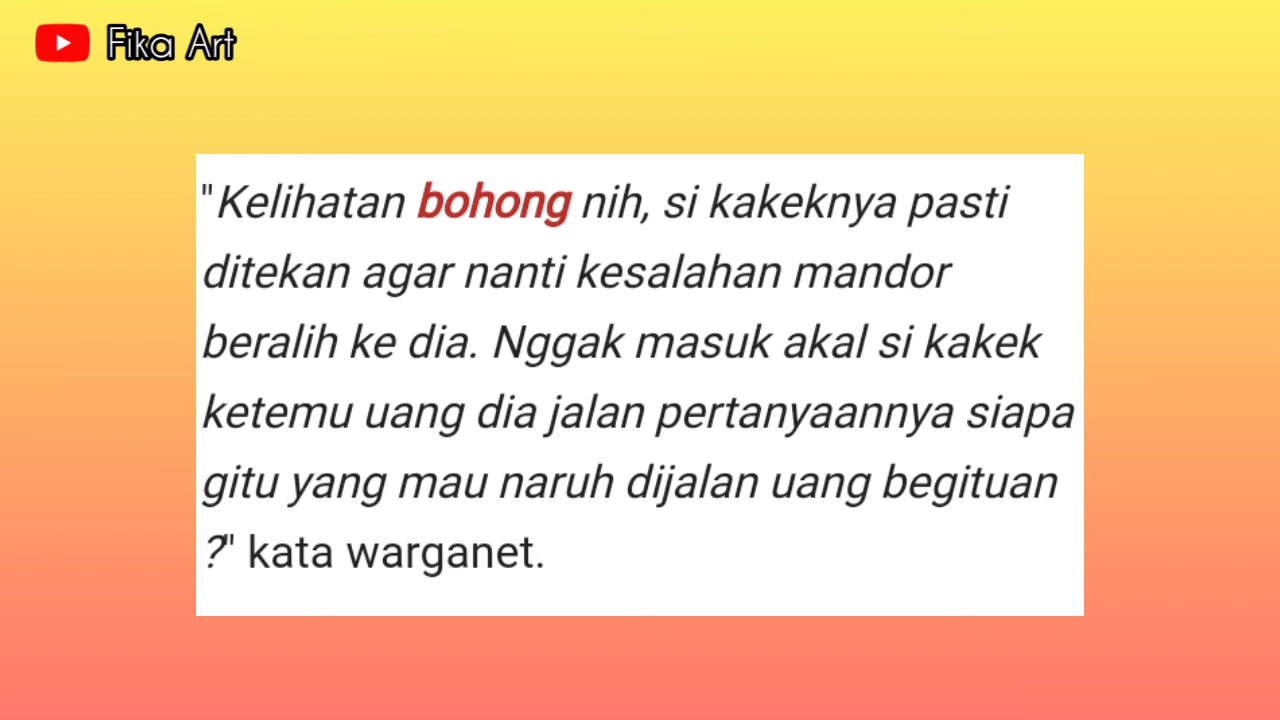 Fika Art
"Kelihatan bohong nih, si kakeknya pasti
ditekan agar nanti kesalahan mandor
beralih ke dia. Nggak masuk akal si kakek
ketemu uang dia jalan pertanyaannya siapa
gitu yang mau naruh dijalan uang begituan
?" kata warganet.